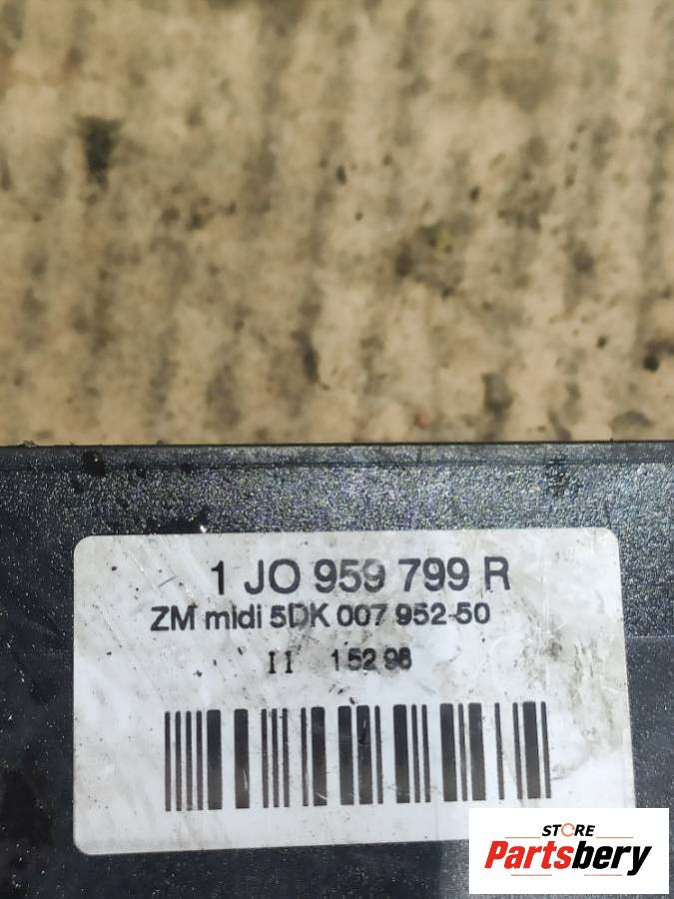 1 JO 959 799 R
ZM midi 5DK 007 952-50
II 15298
STORE
Partsbery